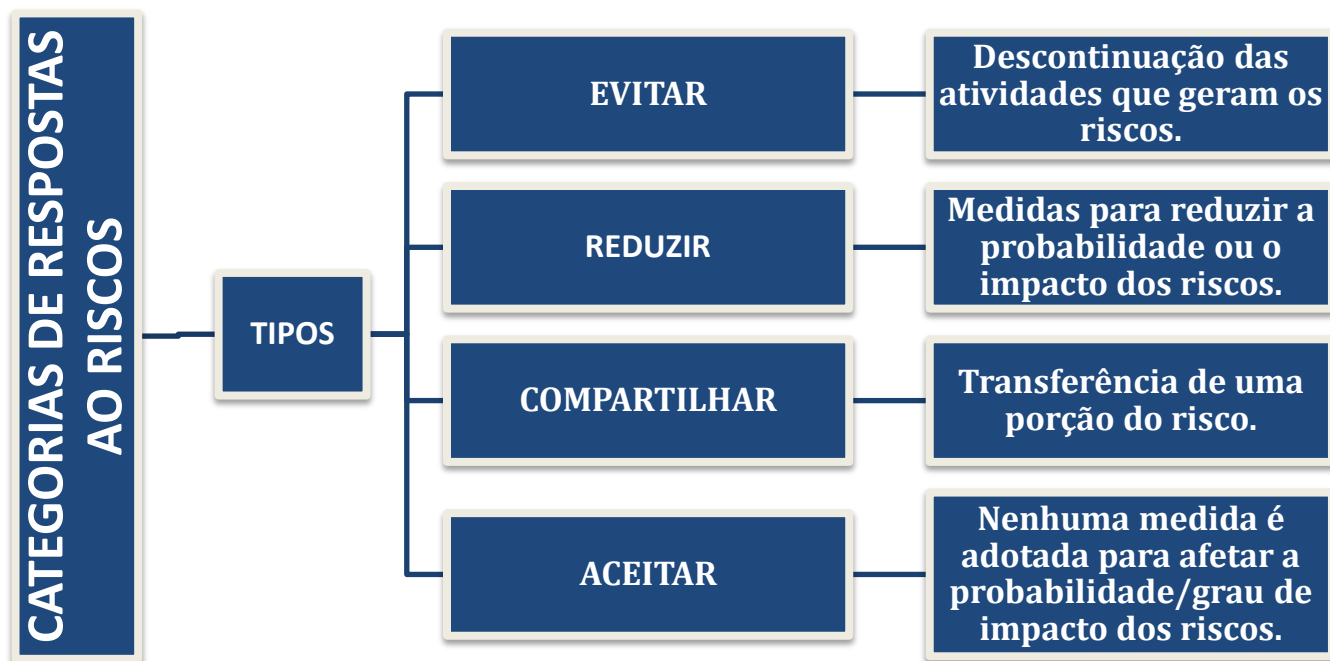 CATEGORIAS DE RESPOSTAS
AO RISCOS
TIPOS
EVITAR
Descontinuação das
atividades que geram os
riscos.
REDUZIR
Medidas para reduzir a
probabilidade ou o
impacto dos riscos.
COMPARTILHAR
Transferência de uma
porção do risco.
ACEITAR
Nenhuma medida é
adotada para afetar a
probabilidade/grau de
impacto dos riscos.